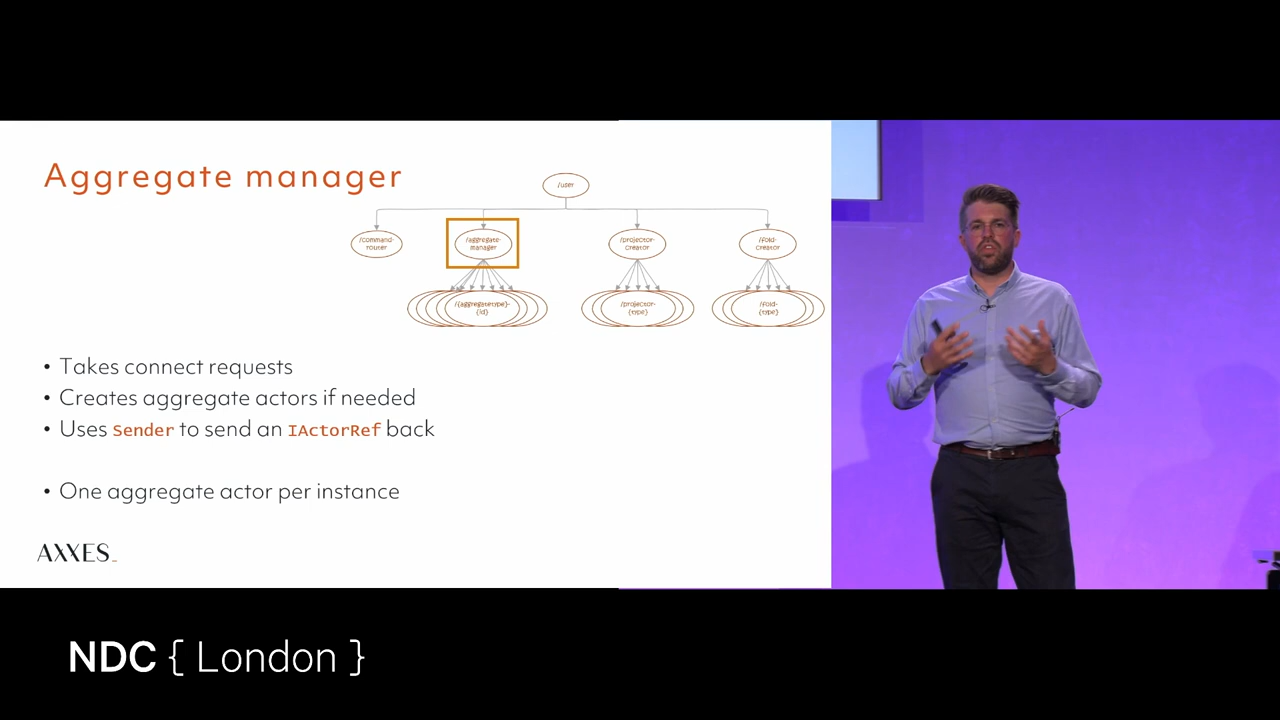 Aggregate manager
/user
/command-
router
/aggregate-
manager
/projector-
creator
/fold-
creator
/{aggregatetype}-
{id}
/projector-
{type}
/fold-
{type}
• Takes connect requests
• Creates aggregate actors if needed
• Uses Sender to send an IActorRef back
• One aggregate actor per instance
AXXES_
NDC { London }